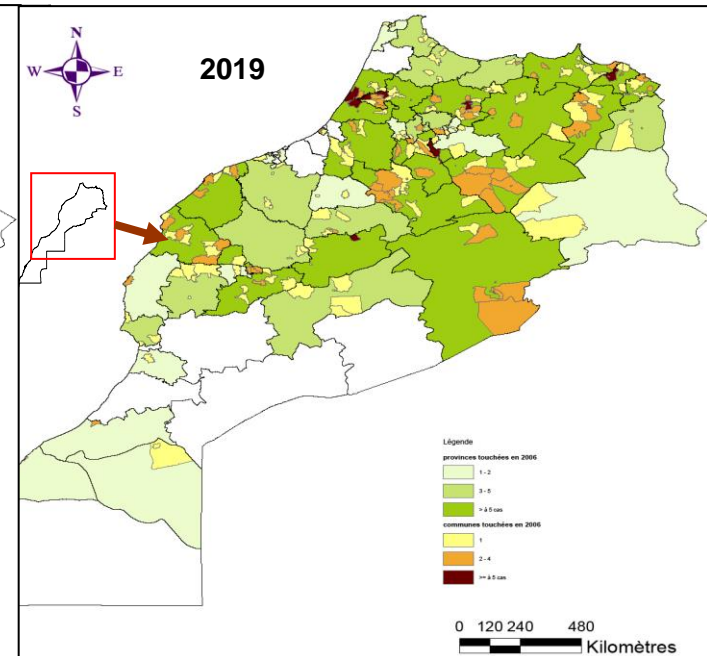 N
2019
W
E
S
Légende
provinces touchées en 2006
1 - 2
3 - 5
> à 5 cas
communes touchées en 2006
1
2 - 4
>= à 5 cas
0 120 240 480
Kilomètres